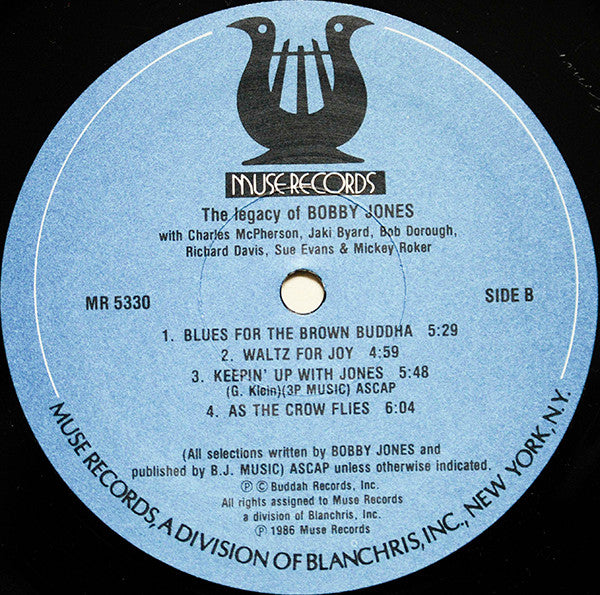 MUSE RECORDS
The legacy of BOBBY JONES
with Charles McPherson, Jaki Byard, Bob Dorough,
Richard Davis, Sue Evans & Mickey Roker
MR 5330
SIDE B
1. BLUES FOR THE BROWN BUDDHA 5:29
2. WALTZ FOR JOY 4:59
3. KEEPIN' UP WITH JONES 5:48
(G. Klein)(3P MUSIC) ASCAP
4. AS THE CROW FLIES 6:04
(All selections written by BOBBY JONES and
published by B.J. MUSIC) ASCAP unless otherwise indicated.
Ⓟ © Buddah Records, Inc.
All rights assigned to Muse Records
a division of Blanchris, Inc.
Ⓟ 1986 Muse Records
MUSE RECORDS, A DIVISION OF BLANCHRIS, INC., NEW YORK, N.Y.